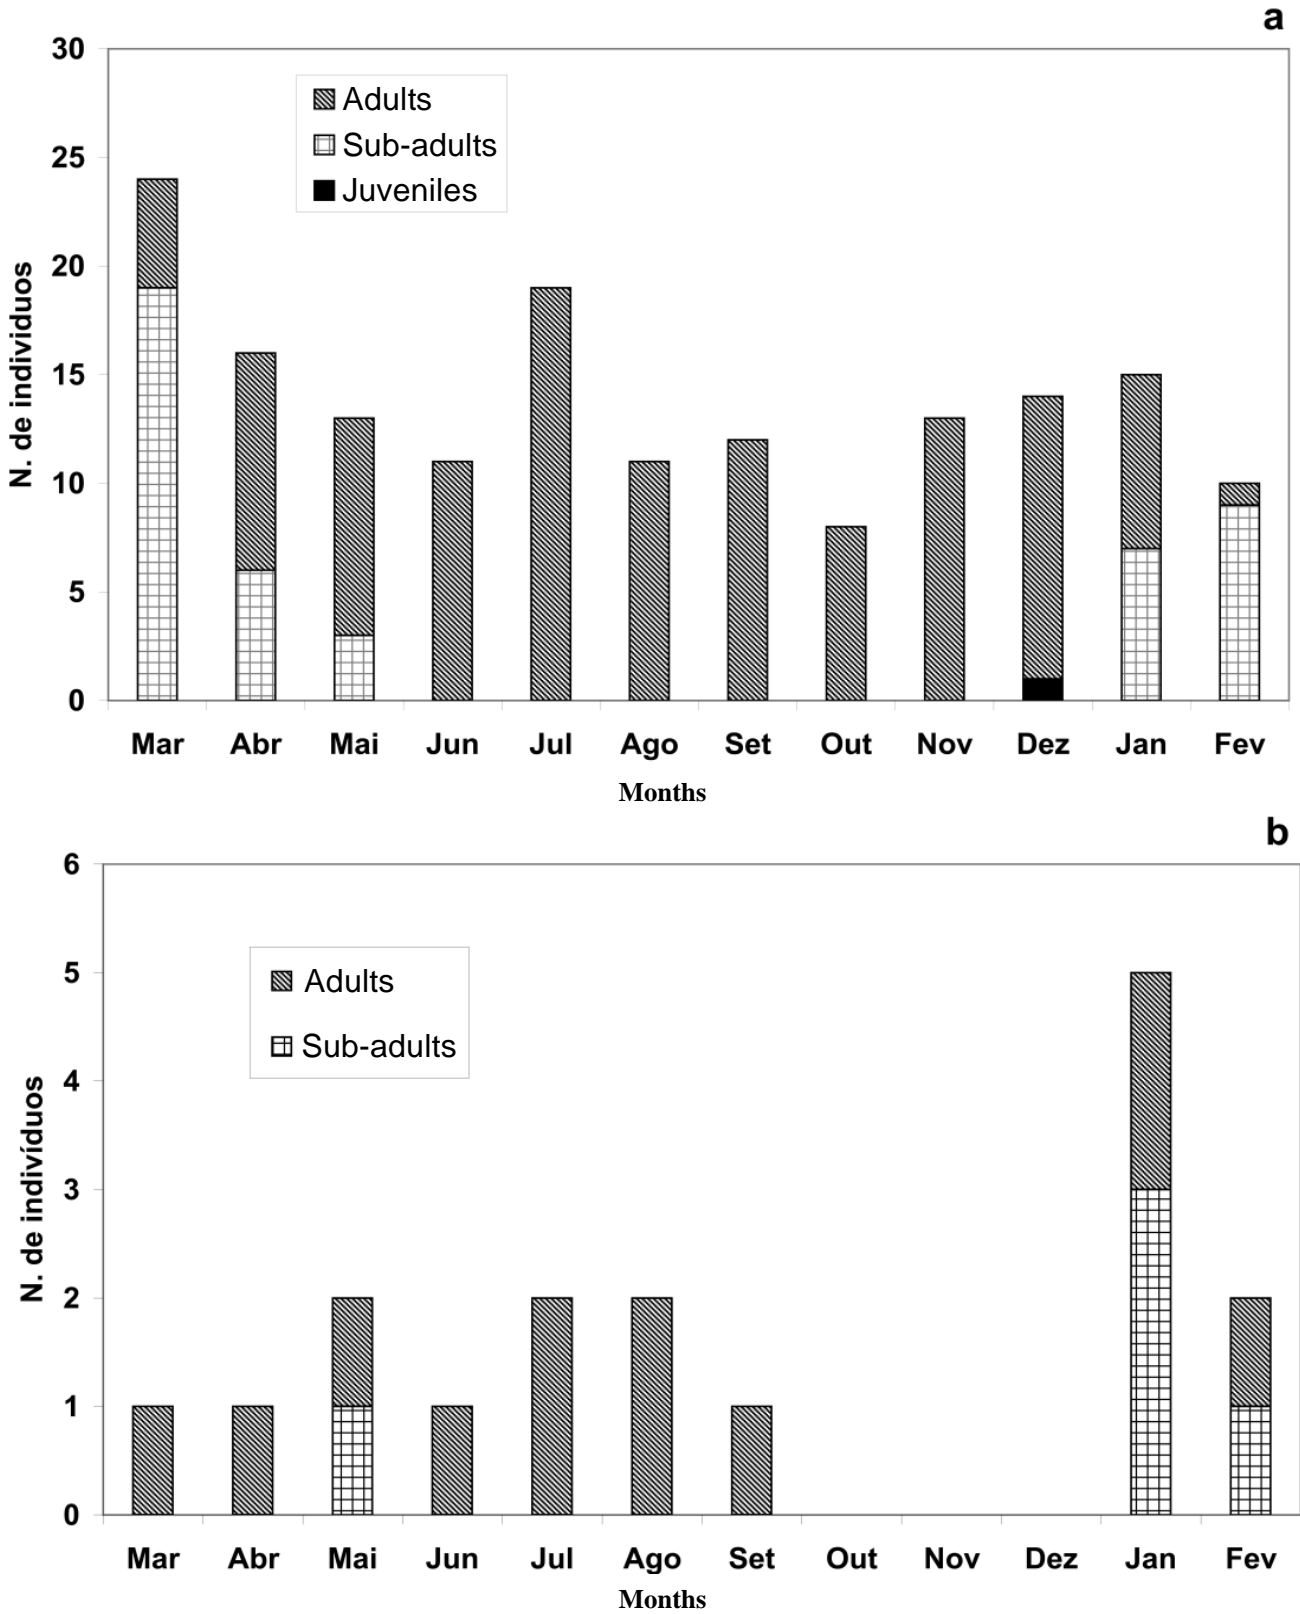 a
30
25
20
15
10
5
0
N. de individuos
Adults
Sub-adults
Juveniles
Mar Abr Mai Jun Jul Ago Set Out Nov Dez Jan Fev
Months
b
6
5
4
3
2
1
0
N. de indivíduos
Adults
Sub-adults
Mar Abr Mai Jun Jul Ago Set Out Nov Dez Jan Fev
Months